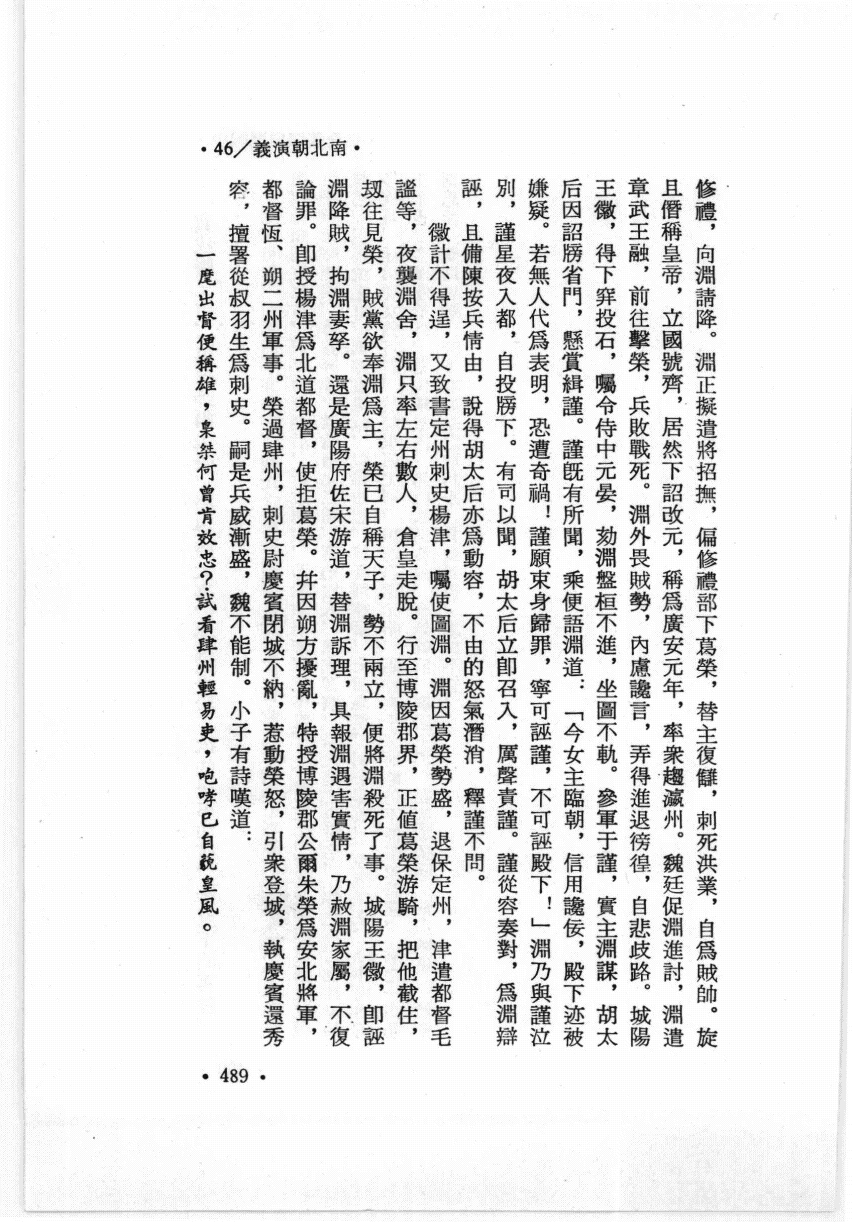 •46/義演朝北南•
修禮，向淵請降。淵正擬遣將招撫，偏修禮部下葛榮，替主復讎，刺死洪業，自爲賊帥。旋
且僭稱皇帝，立國號齊，居然下詔改元，稱爲廣安元年，率衆趨瀛州。魏廷促淵進討，淵遣
章武王融，前往擊榮，兵敗戰死。淵外畏賊勢，內慮讒言，弄得進退徬徨，自悲歧路。城陽
王徽，得下穽投石，囑令侍中元晏，劾淵盤桓不進，坐圖不軌。參軍于謹，實主淵謀，胡太
后因詔牓省門，懸賞緝謹。謹旣有所聞，乘便語淵道：「今女主臨朝，信用讒佞，殿下迹被
嫌疑。若無人代爲表明，恐遭奇禍！謹願束身歸罪，寧可誣謹，不可誣殿下！」淵乃與謹泣
別，謹星夜入都，自投牓下。有司以聞，胡太后立卽召入，厲聲責謹。謹從容奏對，爲淵辯
誣，且備陳按兵情由，說得胡太后亦爲動容，不由的怒氣潛消，釋謹不問。
徽計不得逞，又致書定州刺史楊津，囑使圖淵。淵因葛榮勢盛，退保定州，津遣都督毛
謐等，夜襲淵舍，淵只率左右數人，倉皇走脫。行至博陵郡界，正值葛榮游騎，把他截住，
刼往見榮，賊黨欲奉淵爲主，榮已自稱天子，勢不兩立，便將淵殺死了事。城陽王徽，卽誣
淵降賊，拘淵妻孥。還是廣陽府佐宋游道，替淵訴理，具報淵遇害實情，乃赦淵家屬，不復
論罪。卽授楊津爲北道都督，使拒葛榮。幷因朔方擾亂，特授博陵郡公爾朱榮爲安北將軍，
都督恆、朔二州軍事。榮過肆州，刺史尉慶賓閉城不納，惹動榮怒，引衆登城，執慶賓還秀
容，擅署從叔羽生爲刺史。嗣是兵威漸盛，魏不能制。小子有詩嘆道：
一麾出督便稱雄，梟桀何曾肯效忠？試看肆州輕易吏，咆哮已自藐皇風。
•489•